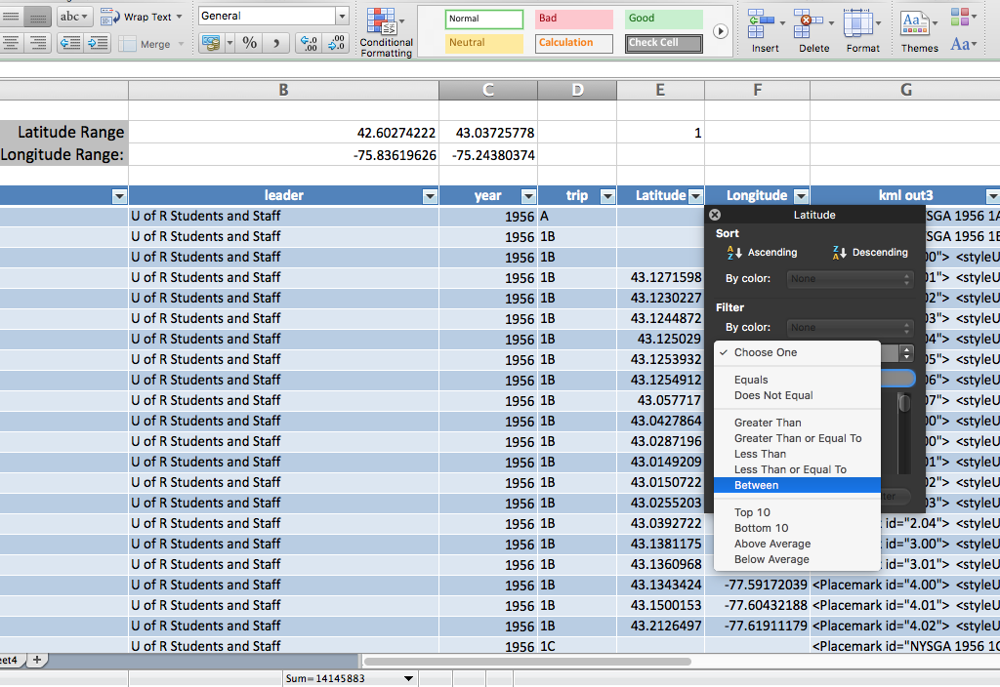 abc Wrap Text General Normal Bad Good
Merge % Conditional Formatting Neutral Calculation Check Cell Insert Delete Format Themes Aa
B C D E F G
Latitude Range 42.60274222 43.03725778 1
Longitude Range: -75.83619626 -75.24380374
leader year trip Latitude Longitude kml out3
U of R Students and Staff 1956 A SGA 1956 1A
U of R Students and Staff 1956 1B SGA 1956 1B
U of R Students and Staff 1956 1B 00"> <styleU
U of R Students and Staff 1956 1B 43.1271598 01"> <styleU
U of R Students and Staff 1956 1B 43.1230227 02"> <styleU
U of R Students and Staff 1956 1B 43.1244872 03"> <styleU
U of R Students and Staff 1956 1B 43.125029 04"> <styleU
U of R Students and Staff 1956 1B 43.1253932 05"> <styleU
U of R Students and Staff 1956 1B 43.1254912 06"> <styleU
U of R Students and Staff 1956 1B 43.057717 07"> <styleU
U of R Students and Staff 1956 1B 43.0427864 00"> <styleU
U of R Students and Staff 1956 1B 43.0287196 00"> <styleU
U of R Students and Staff 1956 1B 43.0149209 01"> <styleU
U of R Students and Staff 1956 1B 43.0150722 02"> <styleU
U of R Students and Staff 1956 1B 43.0255203 03"> <styleU
U of R Students and Staff 1956 1B 43.0392722 id="2.04"> <styleU
U of R Students and Staff 1956 1B 43.1381175 id="3.00"> <styleU
U of R Students and Staff 1956 1B 43.1360968 id="3.01"> <styleU
U of R Students and Staff 1956 1B 43.1343424 -77.59172039 <Placemark id="4.00"> <styleU
U of R Students and Staff 1956 1B 43.1500153 -77.60432188 <Placemark id="4.01"> <styleU
U of R Students and Staff 1956 1B 43.2126497 -77.61911179 <Placemark id="4.02"> <styleU
U of R Students and Staff 1956 1C <Placemark id="NYSGA 1956 1C
Latitude
Sort
Ascending Descending
By color: None
Filter
By color: None
Choose One
Equals
Does Not Equal
Greater Than
Greater Than or Equal To
Less Than
Less Than or Equal To
Between
Top 10
Bottom 10
Above Average
Below Average
eet4 +
Sum=14145883